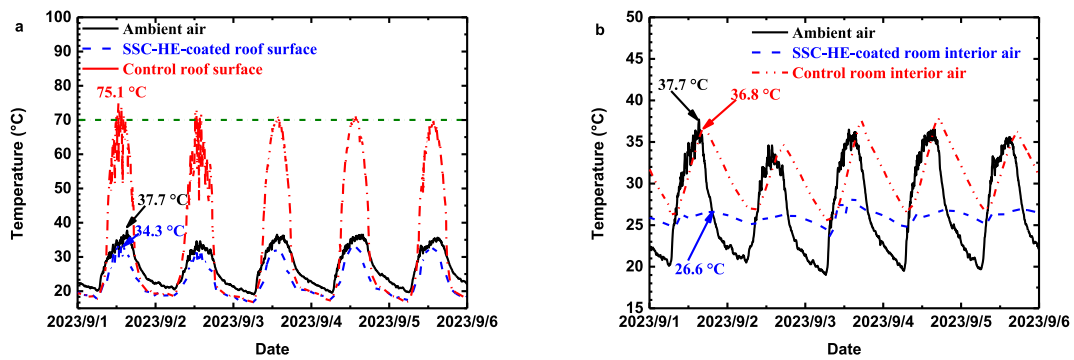 a
Ambient air
SSC-HE-coated roof surface
Control roof surface
75.1 °C
37.7 °C
34.3 °C
100
90
80
70
60
50
40
30
20
Temperature (°C)
2023/9/1 2023/9/2 2023/9/3 2023/9/4 2023/9/5 2023/9/6
Date
b
Ambient air
SSC-HE-coated room interior air
Control room interior air
37.7 °C
36.8 °C
26.6 °C
50
45
40
35
30
25
20
15
Temperature (°C)
2023/9/1 2023/9/2 2023/9/3 2023/9/4 2023/9/5 2023/9/6
Date